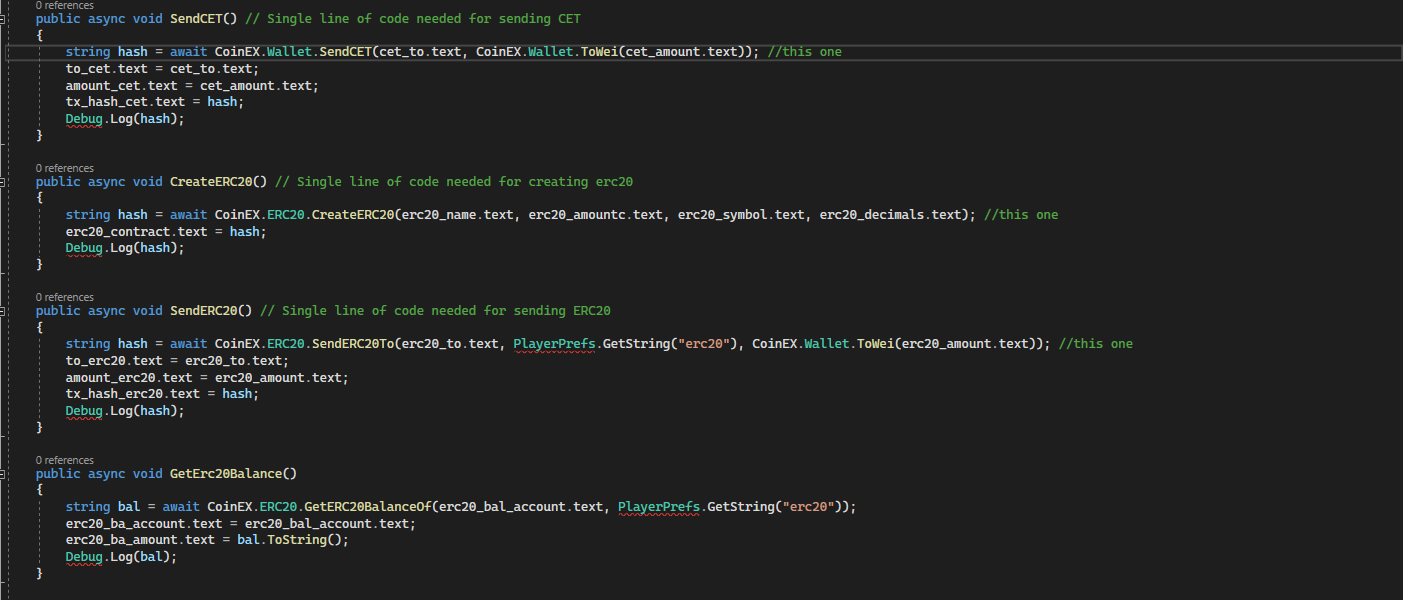 0 references
public async void SendCET() // Single line of code needed for sending CET
{
string hash = await CoinEX.Wallet.SendCET(cet_to.text, CoinEX.Wallet.ToWei(cet_amount.text)); //this one
to_cet.text = cet_to.text;
amount_cet.text = cet_amount.text;
tx_hash_cet.text = hash;
Debug.Log(hash);
}
0 references
public async void CreateERC20() // Single line of code needed for creating erc20
{
string hash = await CoinEX.ERC20.CreateERC20(erc20_name.text, erc20_amountc.text, erc20_symbol.text, erc20_decimals.text); //this one
erc20_contract.text = hash;
Debug.Log(hash);
}
0 references
public async void SendERC20() // Single line of code needed for sending ERC20
{
string hash = await CoinEX.ERC20.SendERC20To(erc20_to.text, PlayerPrefs.GetString("erc20"), CoinEX.Wallet.ToWei(erc20_amount.text)); //this one
to_erc20.text = erc20_to.text;
amount_erc20.text = erc20_amount.text;
tx_hash_erc20.text = hash;
Debug.Log(hash);
}
0 references
public async void GetErc20Balance()
{
string bal = await CoinEX.ERC20.GetERC20BalanceOf(erc20_bal_account.text, PlayerPrefs.GetString("erc20"));
erc20_ba_account.text = erc20_bal_account.text;
erc20_ba_amount.text = bal.ToString();
Debug.Log(bal);
}